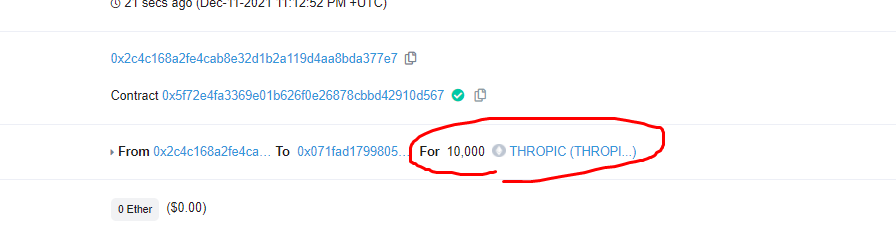 21 secs ago (Dec-11-2021 11:12:52 PM +UTC)
0x2c4c168a2fe4cab8e32d1b2a119d4aa8bda377e7
Contract 0x5f72e4fa3369e01b626f0e26878cbbd42910d567
From 0x2c4c168a2fe4ca... To 0x071fad1799805... For 10,000 THROPIC (THROPI...)
0 Ether ($0.00)